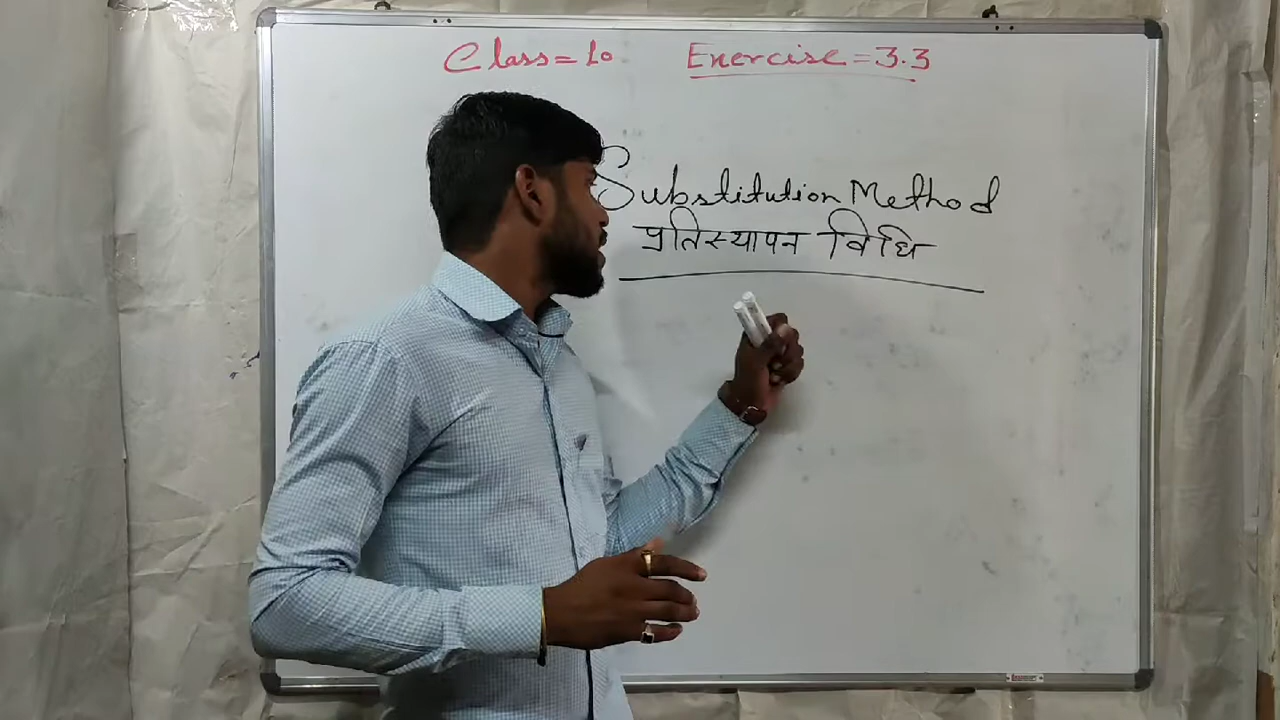 Class=10 Exercise=3.3
Substitution Method
प्रतिस्थापन विधि